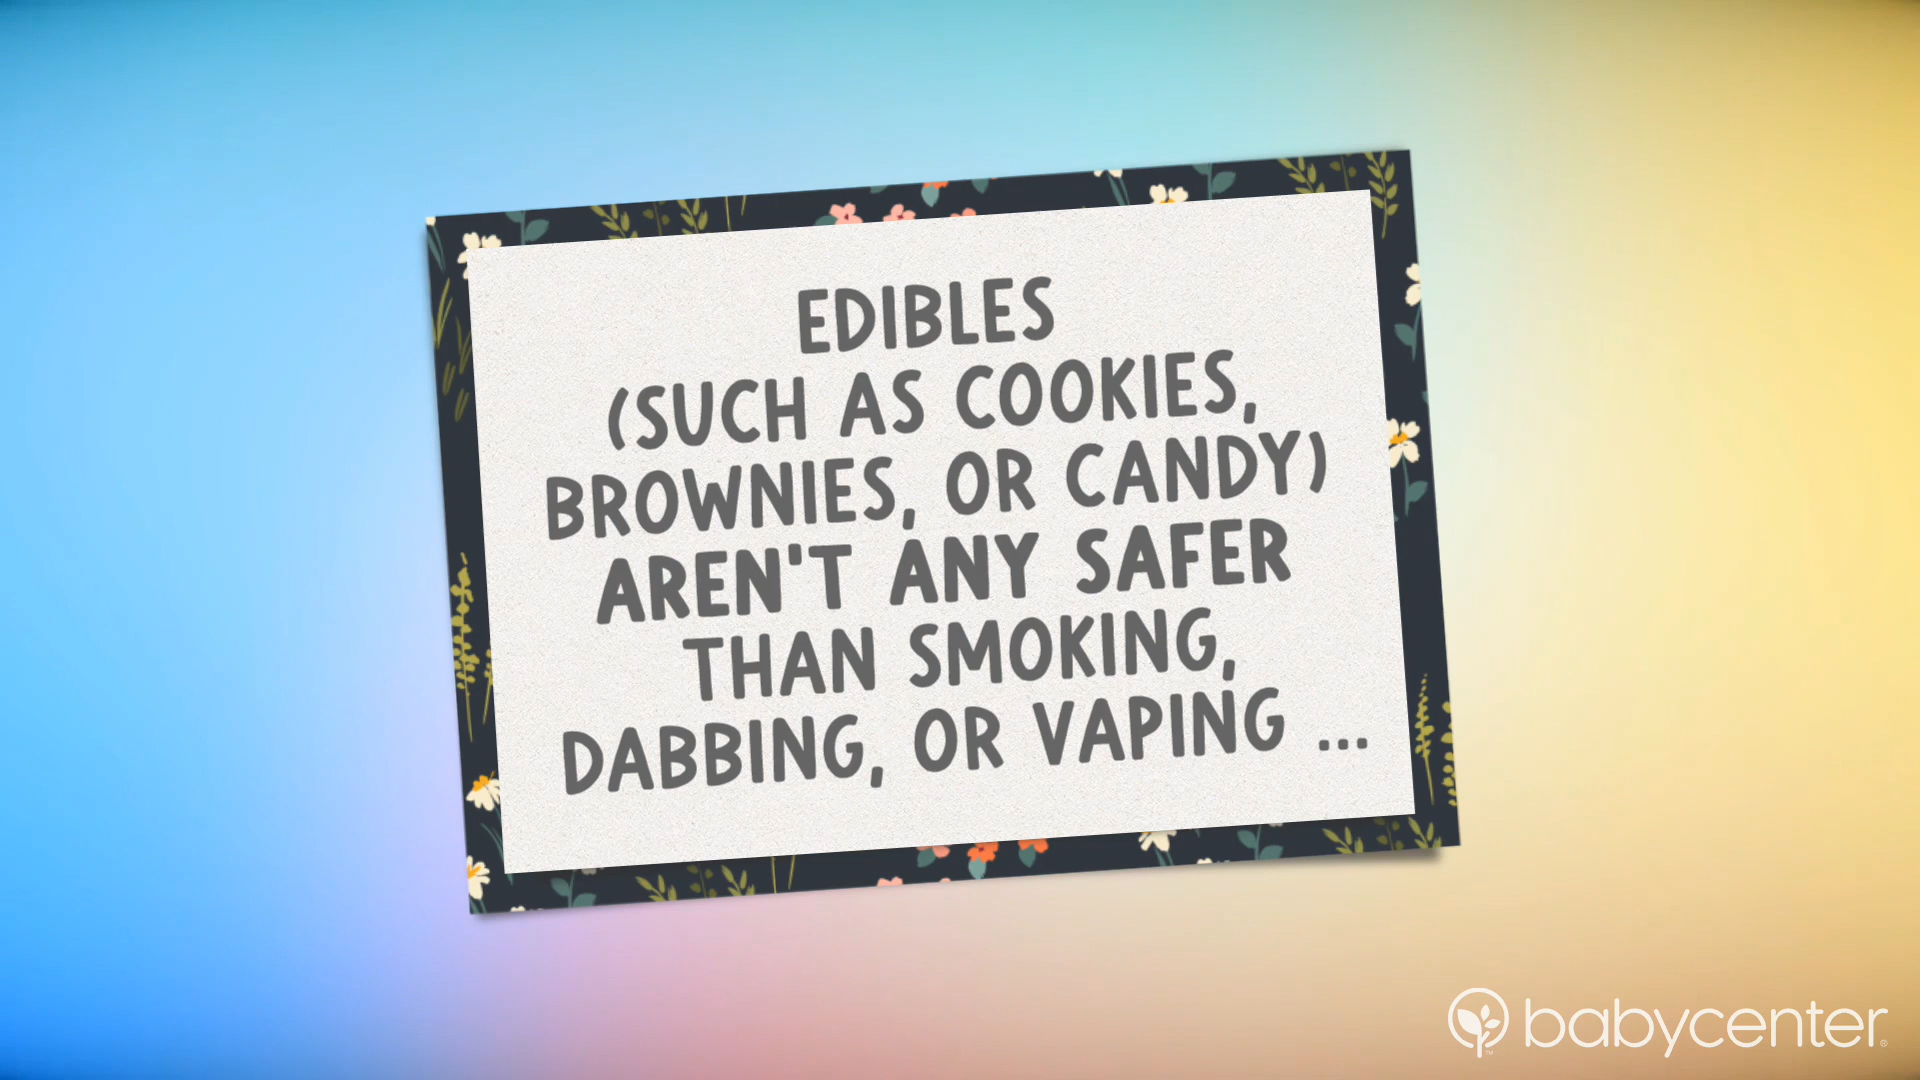 EDIBLES
(SUCH AS COOKIES,
BROWNIES, OR CANDY)
AREN'T ANY SAFER
THAN SMOKING,
DABBING, OR VAPING ...
babycenter®